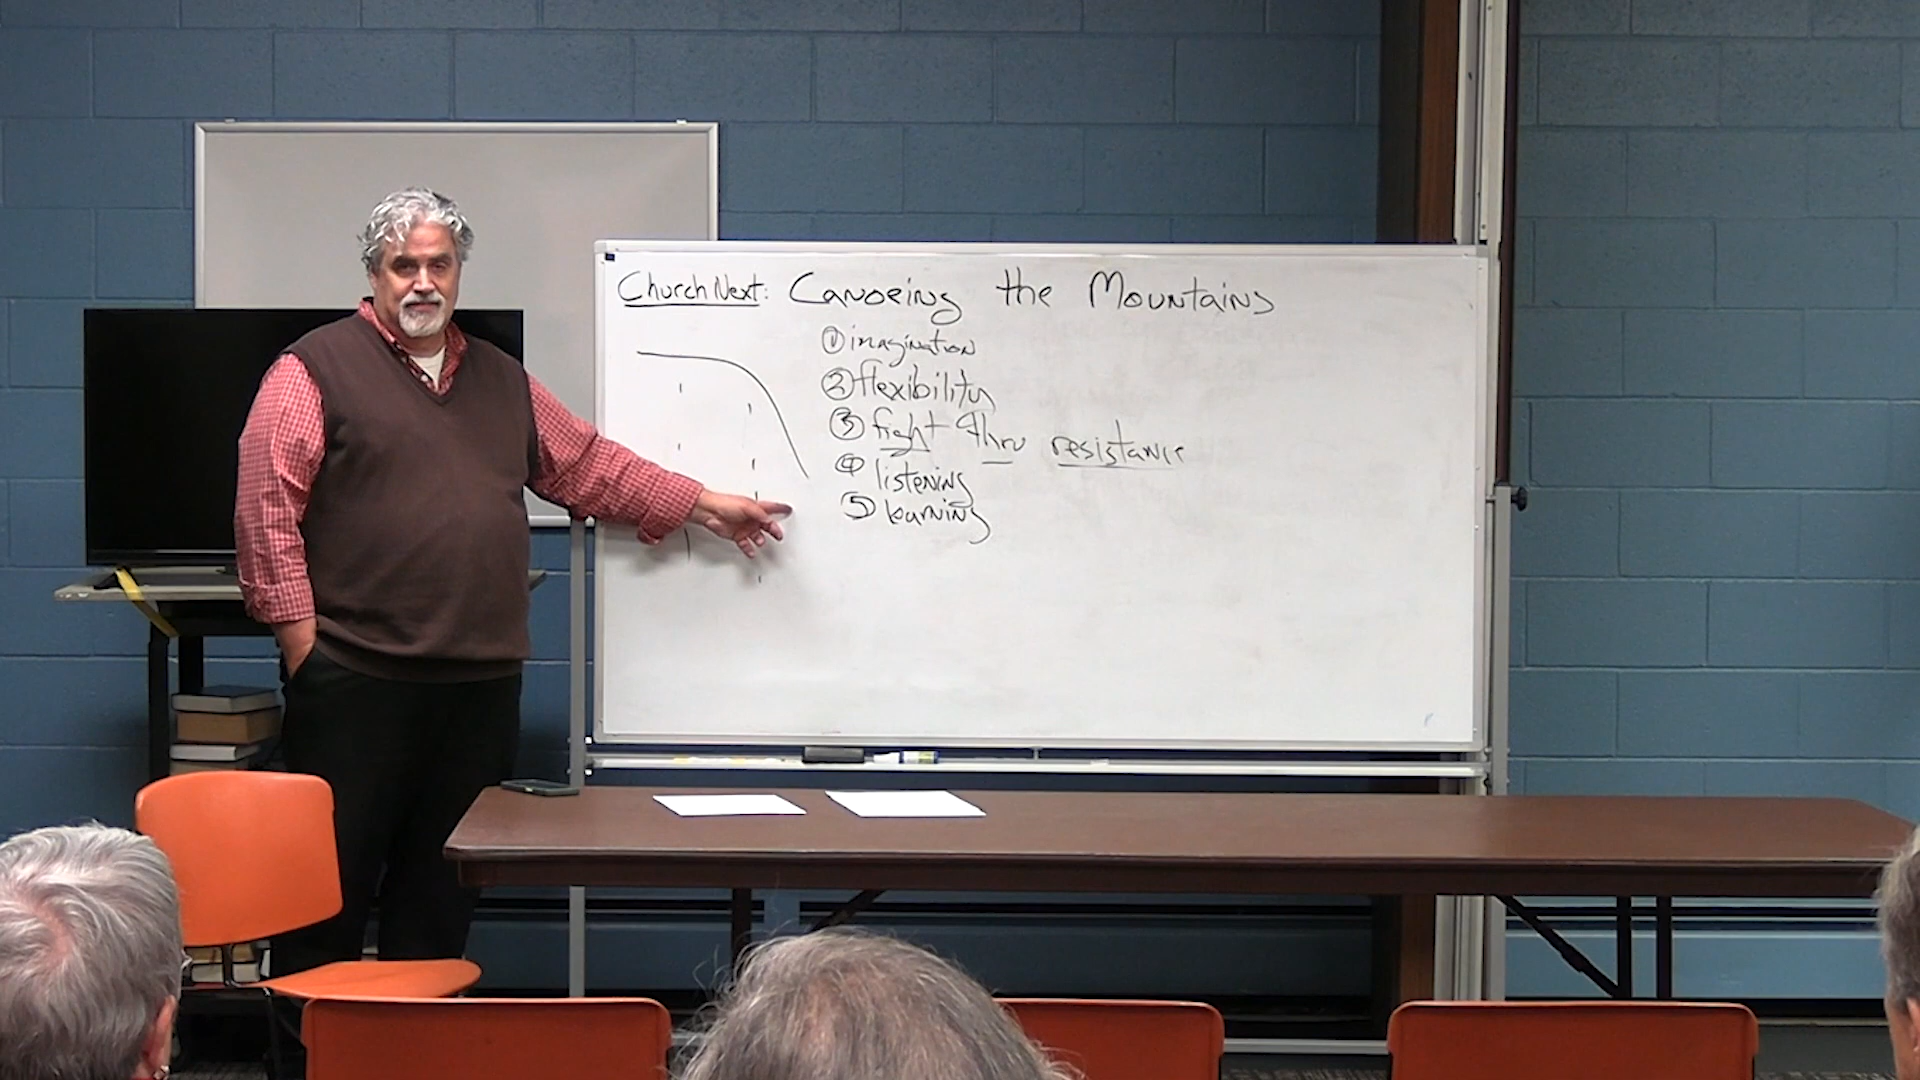 Church Next: Canoeing the Mountains
① imagination
② flexibility
③ fight thru resistance
④ listening
⑤ learning